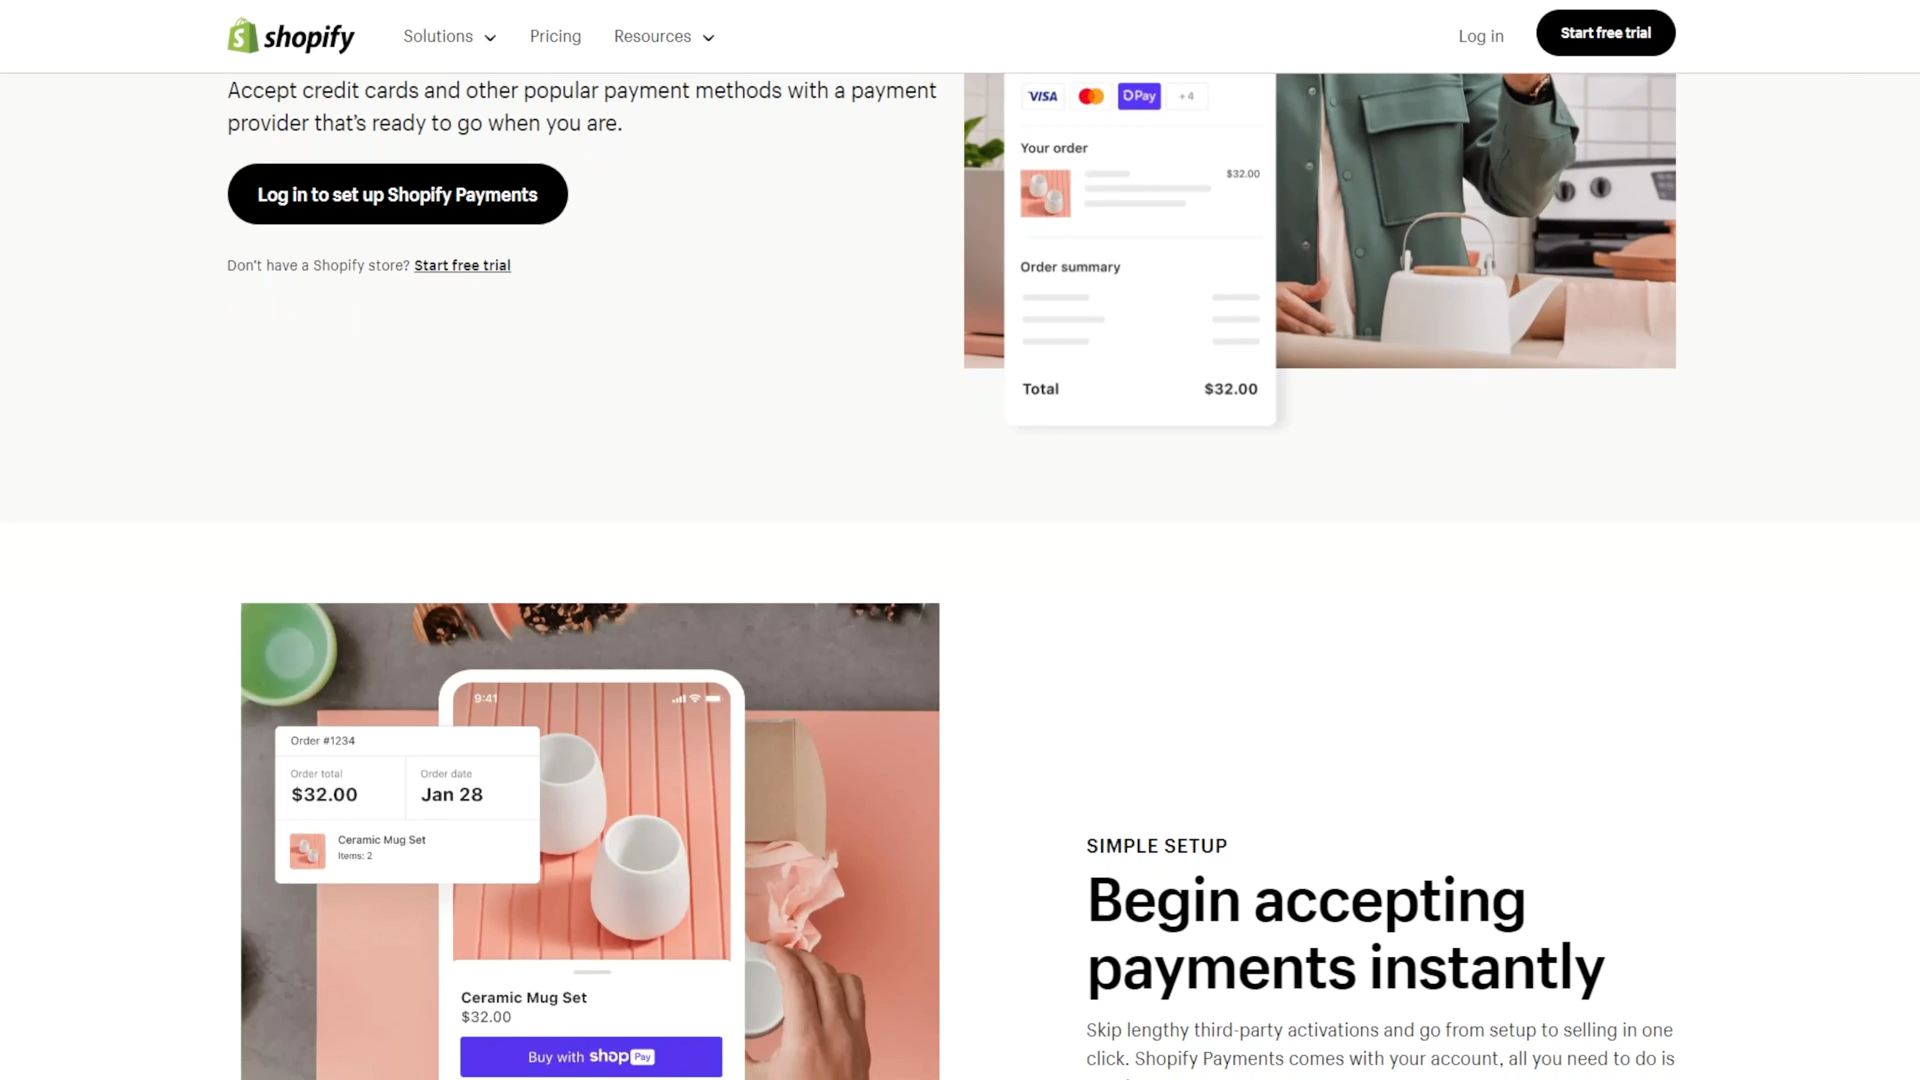 shopify
Solutions
Pricing
Resources
Log in
Start free trial
Accept credit cards and other popular payment methods with a payment
provider that's ready to go when you are.
Log in to set up Shopify Payments
Don't have a Shopify store? Start free trial
VISA
Pay
+4
Your order
$32.00
Order summary
Total
$32.00
9:41
Order #1234
Order total
$32.00
Order date
Jan 28
Ceramic Mug Set
Items: 2
Ceramic Mug Set
$32.00
Buy with shop Pay
SIMPLE SETUP
Begin accepting
payments instantly
Skip lengthy third-party activations and go from setup to selling in one
click. Shopify Payments comes with your account, all you need to do is